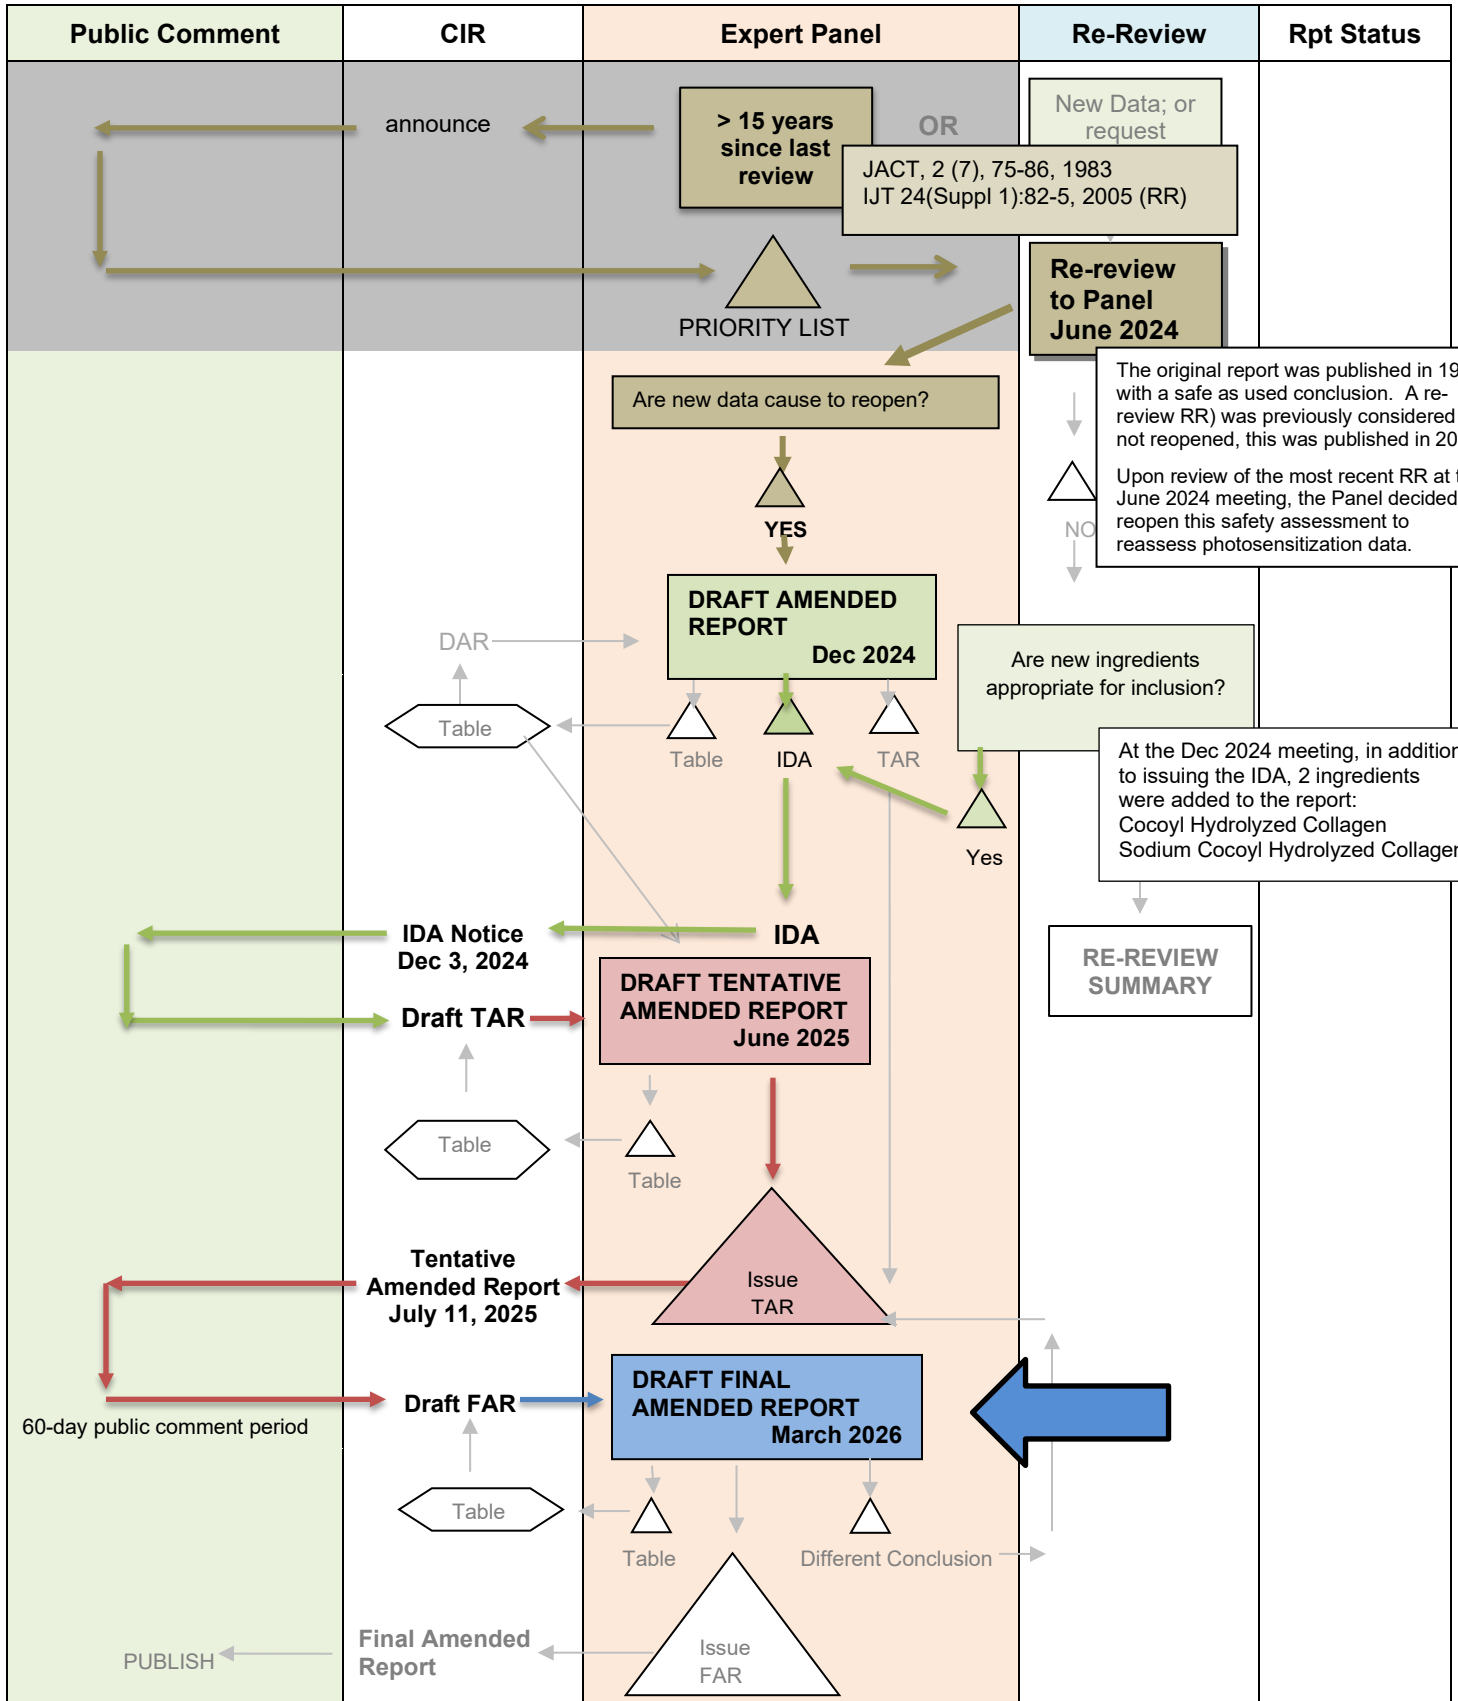 Public Comment
CIR
Expert Panel
Re-Review
Rpt Status
announce
> 15 years
since last
review
OR
New Data; or
request
JACT, 2 (7), 75-86, 1983
IJT 24(Suppl 1):82-5, 2005 (RR)
PRIORITY LIST
Re-review
to Panel
June 2024
Are new data cause to reopen?
The original report was published in 19
with a safe as used conclusion. A re-
review RR) was previously considered
not reopened, this was published in 20
Upon review of the most recent RR at
June 2024 meeting, the Panel decided
reopen this safety assessment to
reassess photosensitization data.
YES
NO
DRAFT AMENDED
REPORT
Dec 2024
DAR
Table
Table
IDA
TAR
Are new ingredients
appropriate for inclusion?
Yes
At the Dec 2024 meeting, in addition
to issuing the IDA, 2 ingredients
were added to the report:
Cocoyl Hydrolyzed Collagen
Sodium Cocoyl Hydrolyzed Collagen
IDA Notice
Dec 3, 2024
IDA
RE-REVIEW
SUMMARY
Draft TAR
DRAFT TENTATIVE
AMENDED REPORT
June 2025
Table
Table
Tentative
Amended Report
July 11, 2025
Issue
TAR
60-day public comment period
Draft FAR
DRAFT FINAL
AMENDED REPORT
March 2026
Table
Table
Different Conclusion
PUBLISH
Final Amended
Report
Issue
FAR